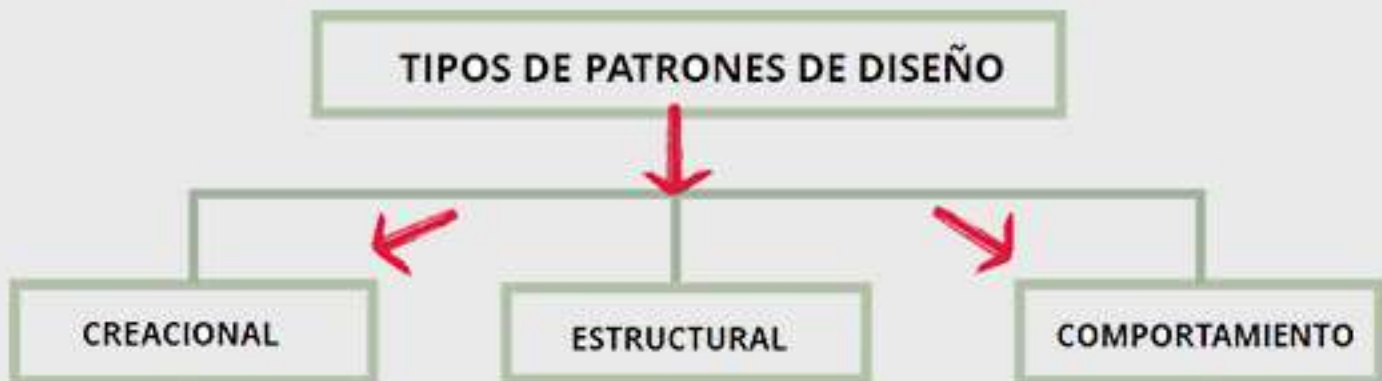 TIPOS DE PATRONES DE DISEÑO
CREACIONAL
ESTRUCTURAL
COMPORTAMIENTO